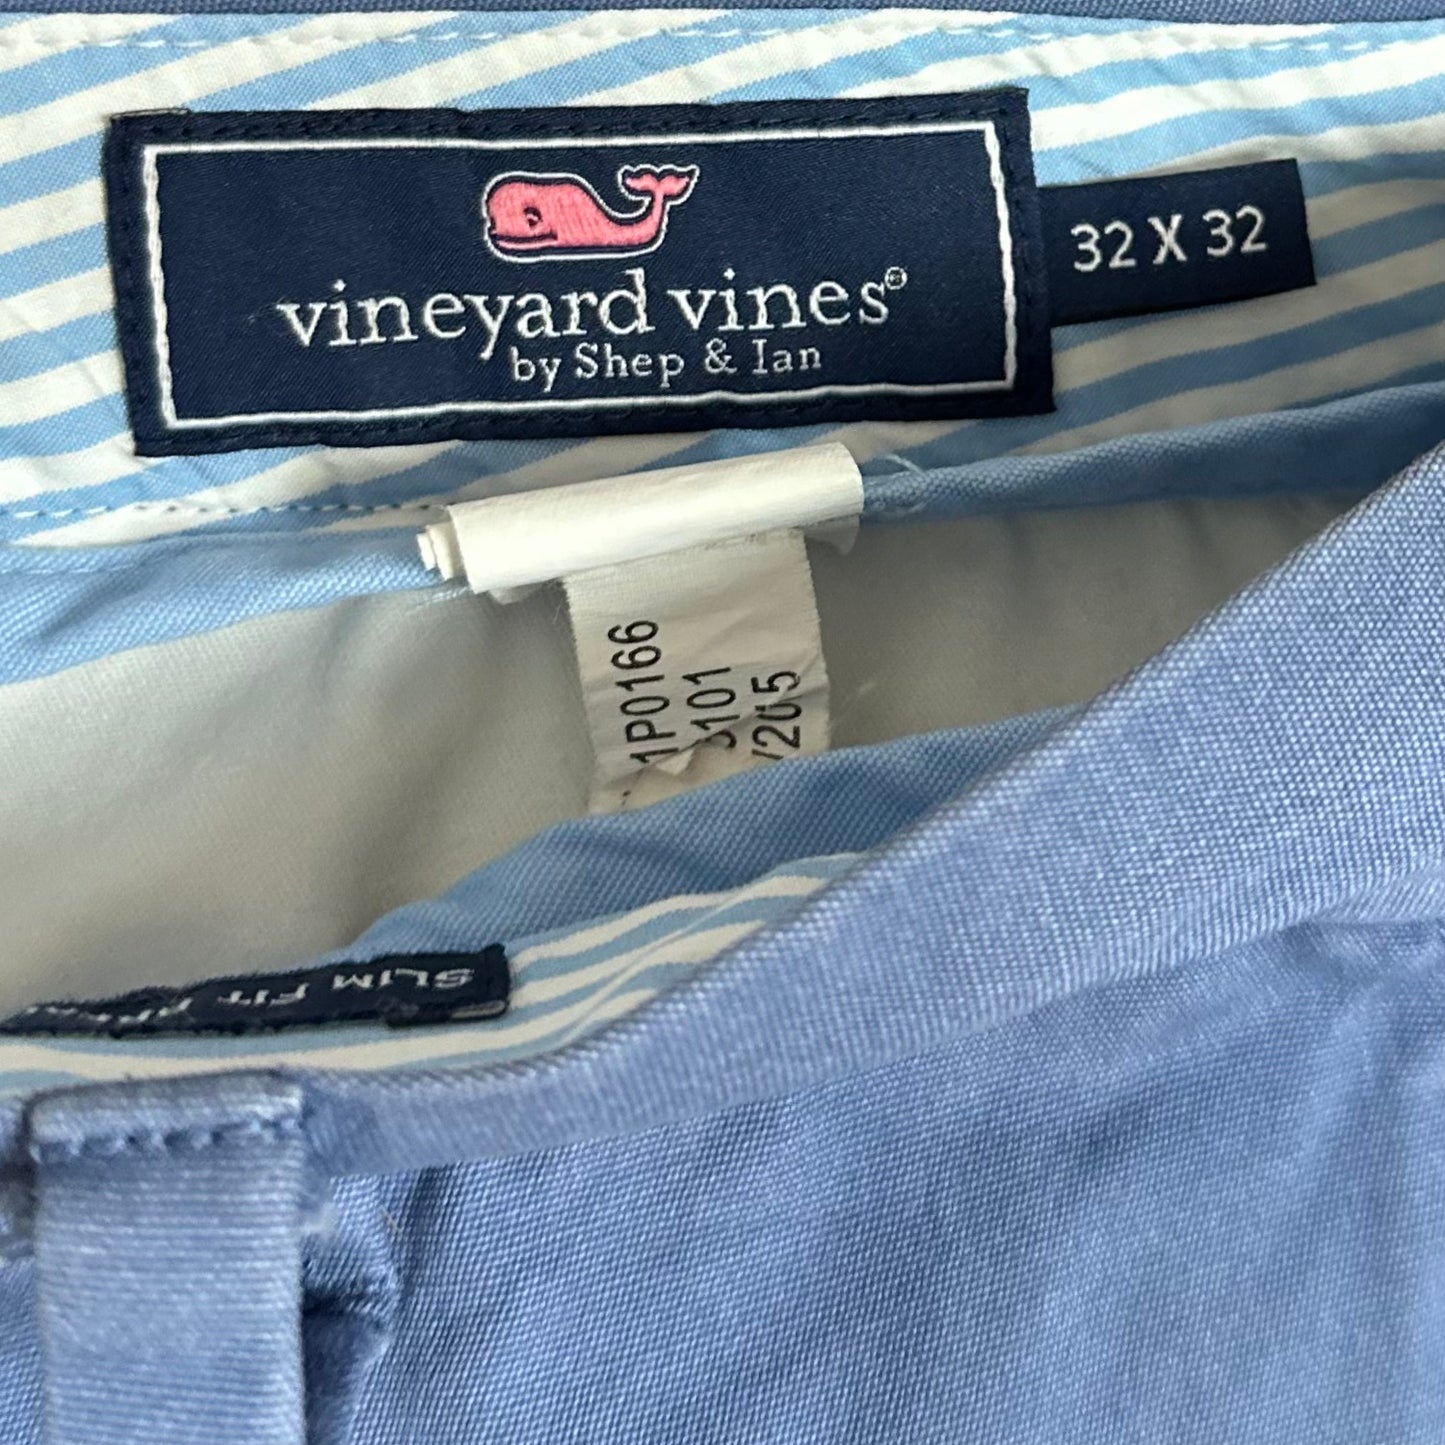 vineyard vines®
by Shep & Ian
32 X 32
1P0166
101
/205
SLIM FIT